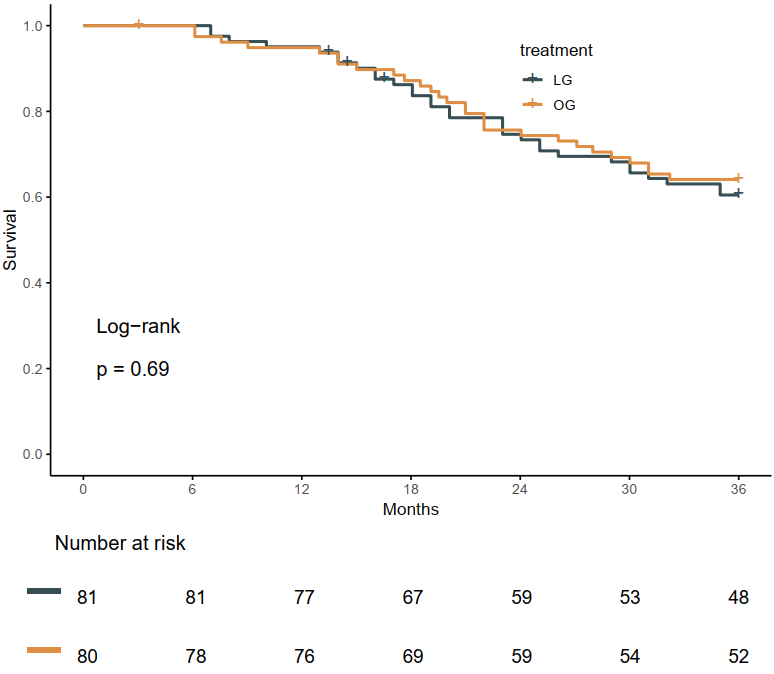 1.0
0.8
0.6
0.4
0.2
0.0
Survival
treatment
LG
OG
Log−rank
p = 0.69
0 6 12 18 24 30 36
Months
Number at risk
81 81 77 67 59 53 48
80 78 76 69 59 54 52